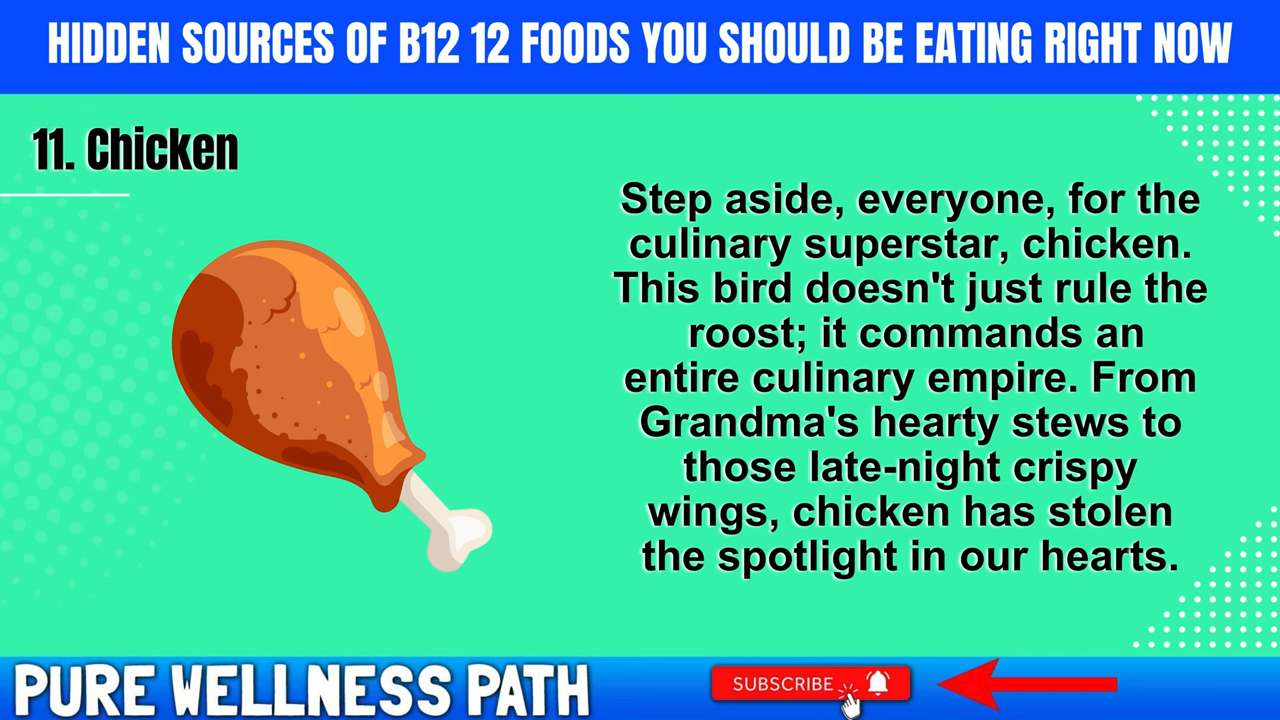 HIDDEN SOURCES OF B12 12 FOODS YOU SHOULD BE EATING RIGHT NOW
11. Chicken
Step aside, everyone, for the
culinary superstar, chicken.
This bird doesn't just rule the
roost; it commands an
entire culinary empire. From
Grandma's hearty stews to
those late-night crispy
wings, chicken has stolen
the spotlight in our hearts.
PURE WELLNESS PATH
SUBSCRIBE